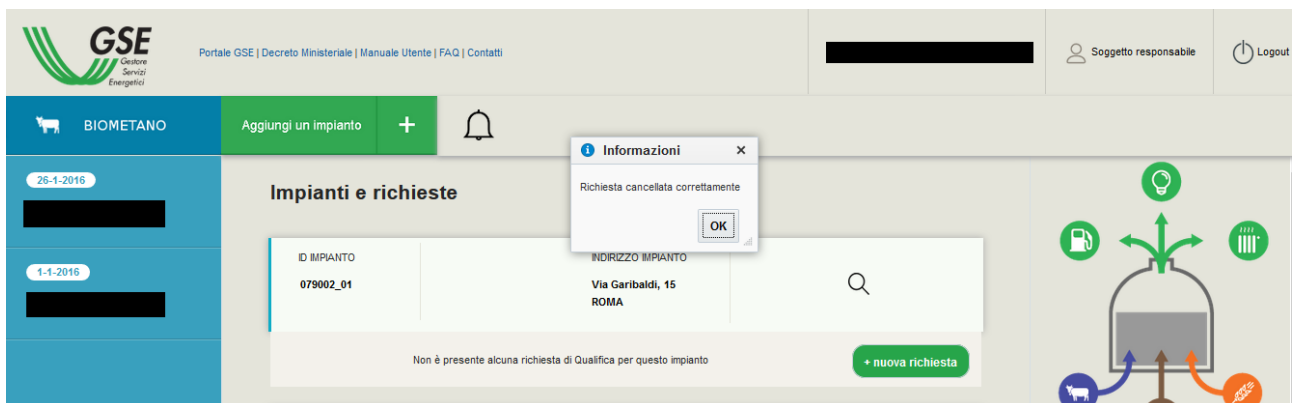 GSE
Gestore
Servizi
Energetici
Portale GSE | Decreto Ministeriale | Manuale Utente | FAQ | Contatti
Soggetto responsabile
Logout
BIOMETANO
Aggiungi un impianto +
26-1-2016
1-1-2016
Impianti e richieste
Informazioni x
Richiesta cancellata correttamente
OK
ID IMPIANTO
079002_01
INDIRIZZO IMPIANTO
Via Garibaldi, 15
ROMA
Non è presente alcuna richiesta di Qualifica per questo impianto
+ nuova richiesta